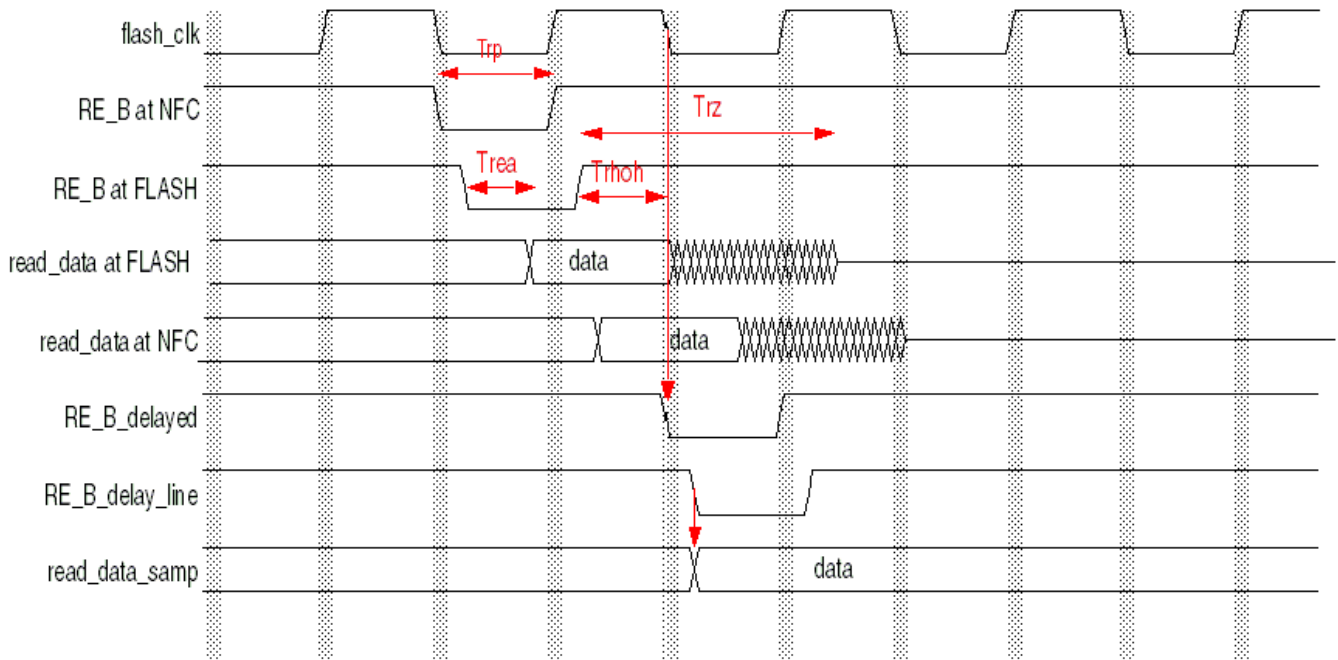 flash_clk
Trp
RE_B at NFC
Trz
RE_B at FLASH
Trea
Trhoh
read_data at FLASH
data
read_data at NFC
data
RE_B_delayed
RE_B_delay_line
read_data_samp
data